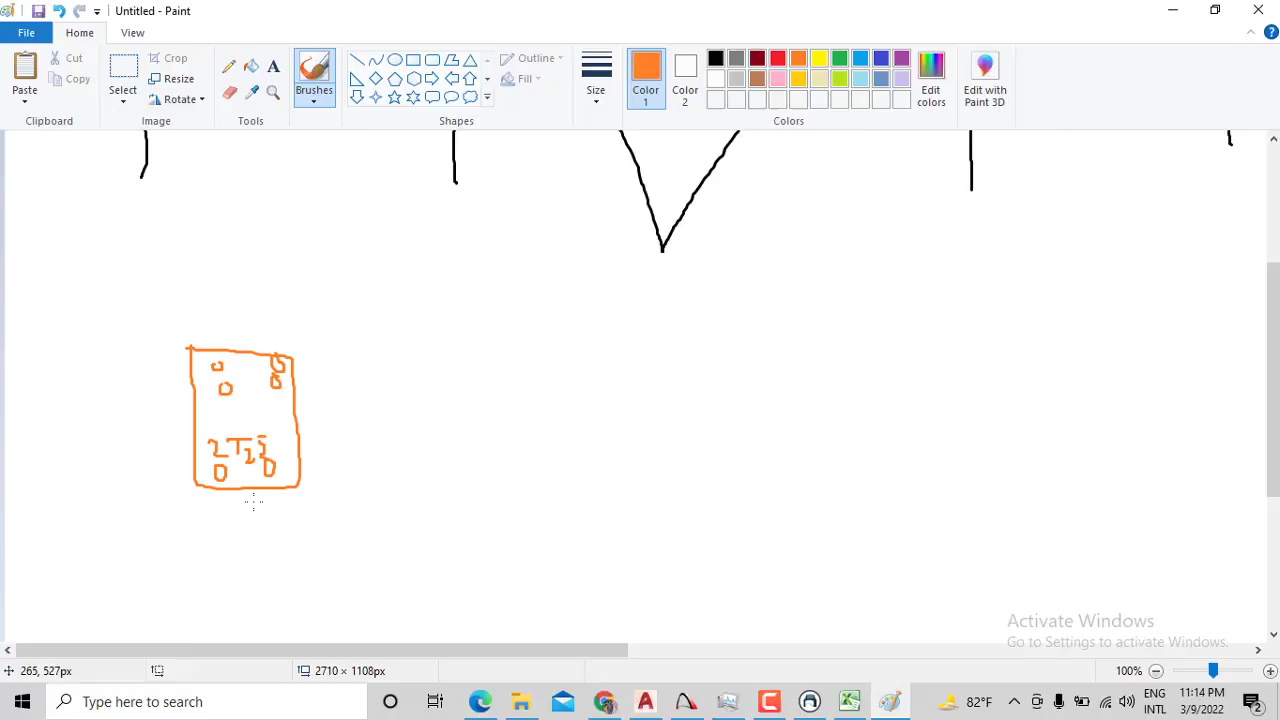 Untitled - Paint
File
Home
View
Paste
Cut
Copy
Clipboard
Select
Crop
Resize
Rotate
Image
Tools
Brushes
Shapes
Outline
Fill
Size
Color 1
Color 2
Colors
Edit colors
Edit with Paint 3D
Activate Windows
Go to Settings to activate Windows.
265, 527px
2710 × 1108px
100%
Type here to search
82°F
ENG
INTL
11:14 PM
3/9/2022
2